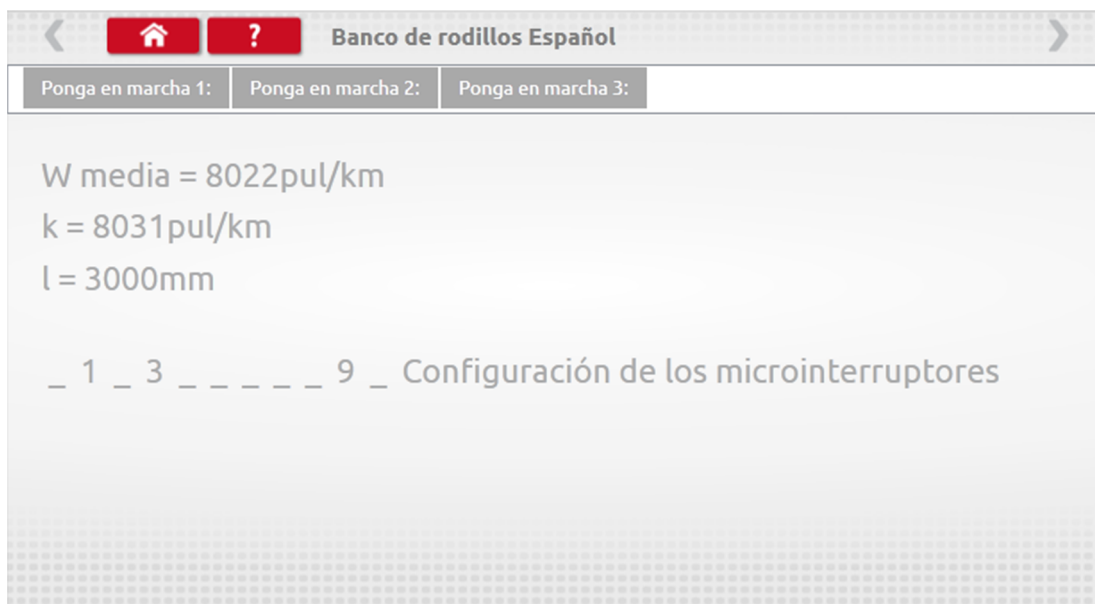 ? Banco de rodillos Español
Ponga en marcha 1: Ponga en marcha 2: Ponga en marcha 3:
W media = 8022pul/km
k = 8031pul/km
l = 3000mm
_ 1 _ 3 _ _ _ _ _ 9 _ Configuración de los microinterruptores